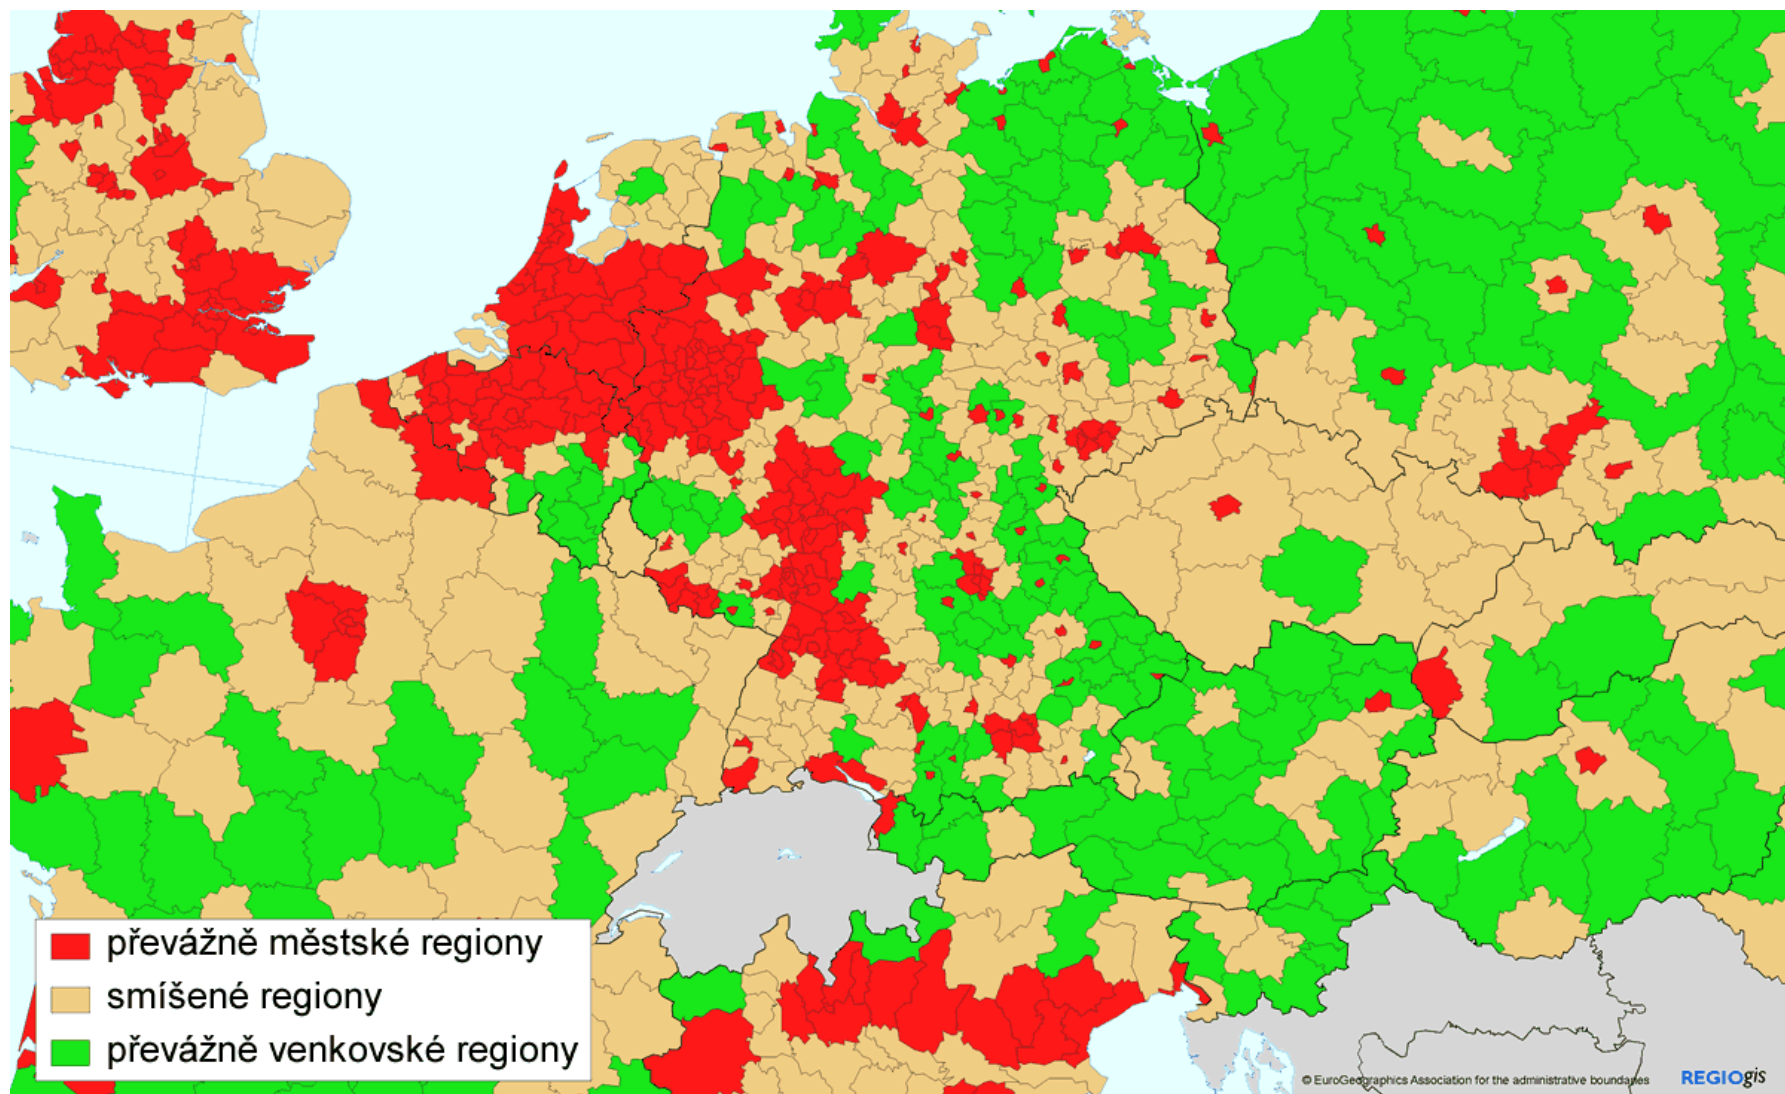 převážně městské regiony
smíšené regiony
převážně venkovské regiony
© EuroGeographics Association for the administrative boundaries
REGIOgis